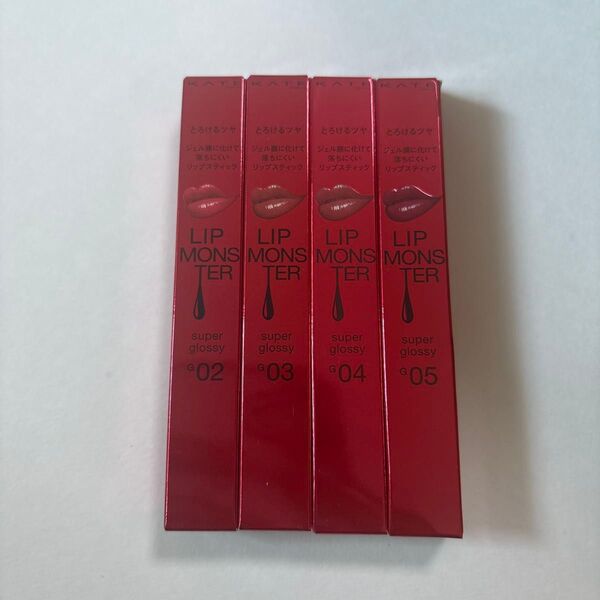 KATE
とろけるツヤ
ジェル膜に化けて
落ちにくい
リップスティック
LIP
MONS
TER
super
glossy
G02
KATE
とろけるツヤ
ジェル膜に化けて
落ちにくい
リップスティック
LIP
MONS
TER
super
glossy
G03
KATE
とろけるツヤ
ジェル膜に化けて
落ちにくい
リップスティック
LIP
MONS
TER
super
glossy
G04
KATE
とろけるツヤ
ジェル膜に化けて
落ちにくい
リップスティック
LIP
MONS
TER
super
glossy
G05